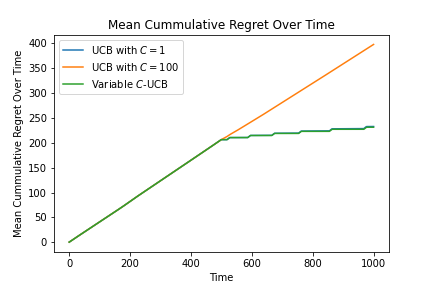 Mean Cummulative Regret Over Time
Mean Cummulative Regret Over Time
400
350
300
250
200
150
100
50
0
UCB with C = 1
UCB with C = 100
Variable C-UCB
0 200 400 600 800 1000
Time